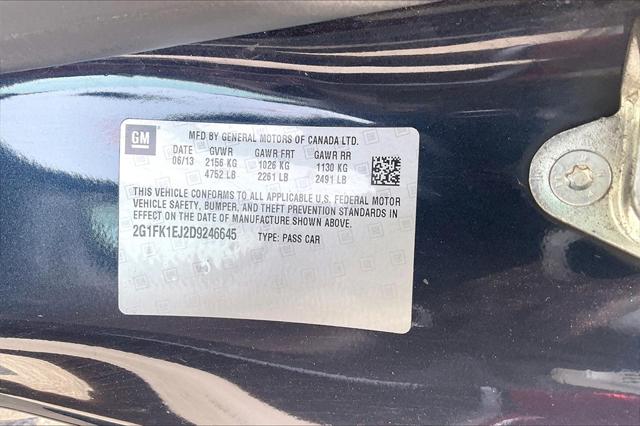 GM
MFD BY GENERAL MOTORS OF CANADA LTD.
DATE GVWR GAWR FRT GAWR RR
06/13 2156 KG 1026 KG 1130 KG
4752 LB 2261 LB 2491 LB
THIS VEHICLE CONFORMS TO ALL APPLICABLE U.S. FEDERAL MOTOR
VEHICLE SAFETY, BUMPER, AND THEFT PREVENTION STANDARDS IN
EFFECT ON THE DATE OF MANUFACTURE SHOWN ABOVE.
2G1FK1EJ2D9246645 TYPE: PASS CAR